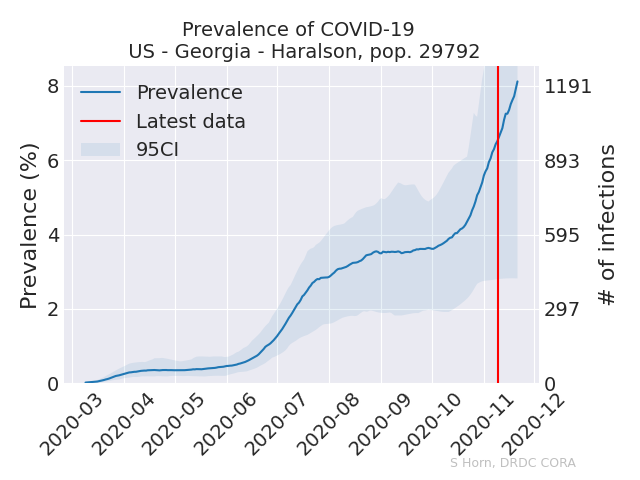 Prevalence of COVID-19
US - Georgia - Haralson, pop. 29792
Prevalence
Latest data
95CI
Prevalence (%)
8
6
4
2
0
1191
893
595
297
0
# of infections
2020-03
2020-04
2020-05
2020-06
2020-07
2020-08
2020-09
2020-10
2020-11
2020-12
S Horn, DRDC CORA